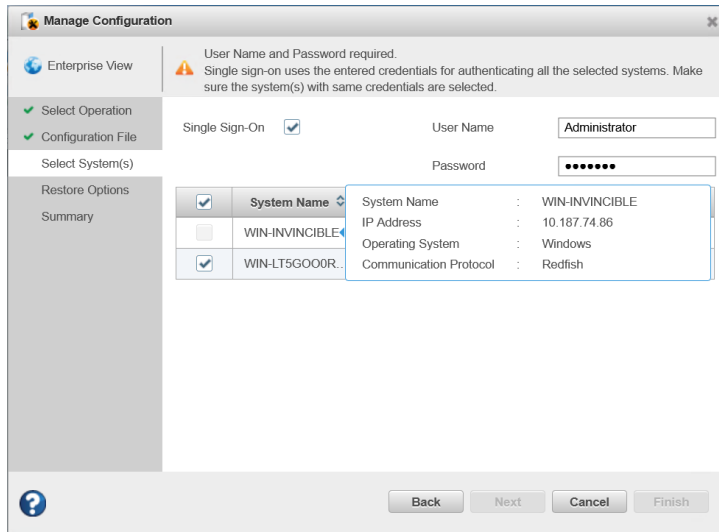 Manage Configuration
Enterprise View
User Name and Password required.
Single sign-on uses the entered credentials for authenticating all the selected systems. Make
sure the system(s) with same credentials are selected.
Select Operation
Configuration File
Select System(s)
Restore Options
Summary
Single Sign-On
User Name
Administrator
Password
System Name
WIN-INVINCIBLE
WIN-LT5GOO0R..
System Name : WIN-INVINCIBLE
IP Address : 10.187.74.86
Operating System : Windows
Communication Protocol : Redfish
Back
Next
Cancel
Finish